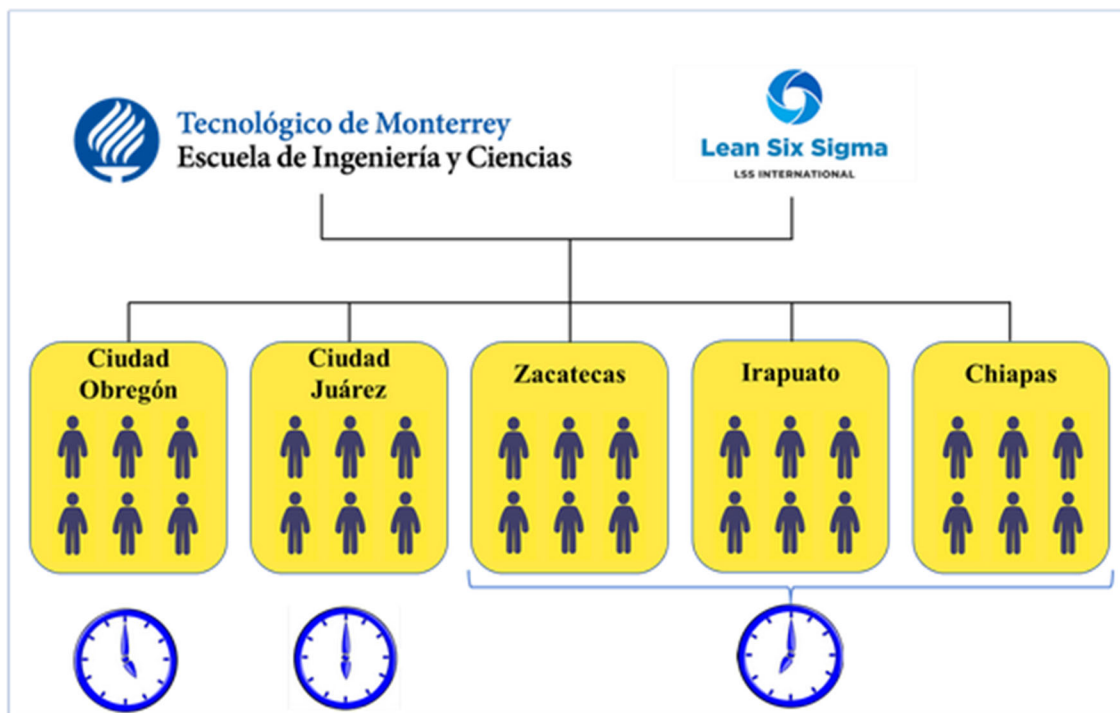 Tecnológico de Monterrey
Escuela de Ingeniería y Ciencias
Lean Six Sigma
LSS INTERNATIONAL
Ciudad
Obregón
Ciudad
Juárez
Zacatecas
Irapuato
Chiapas